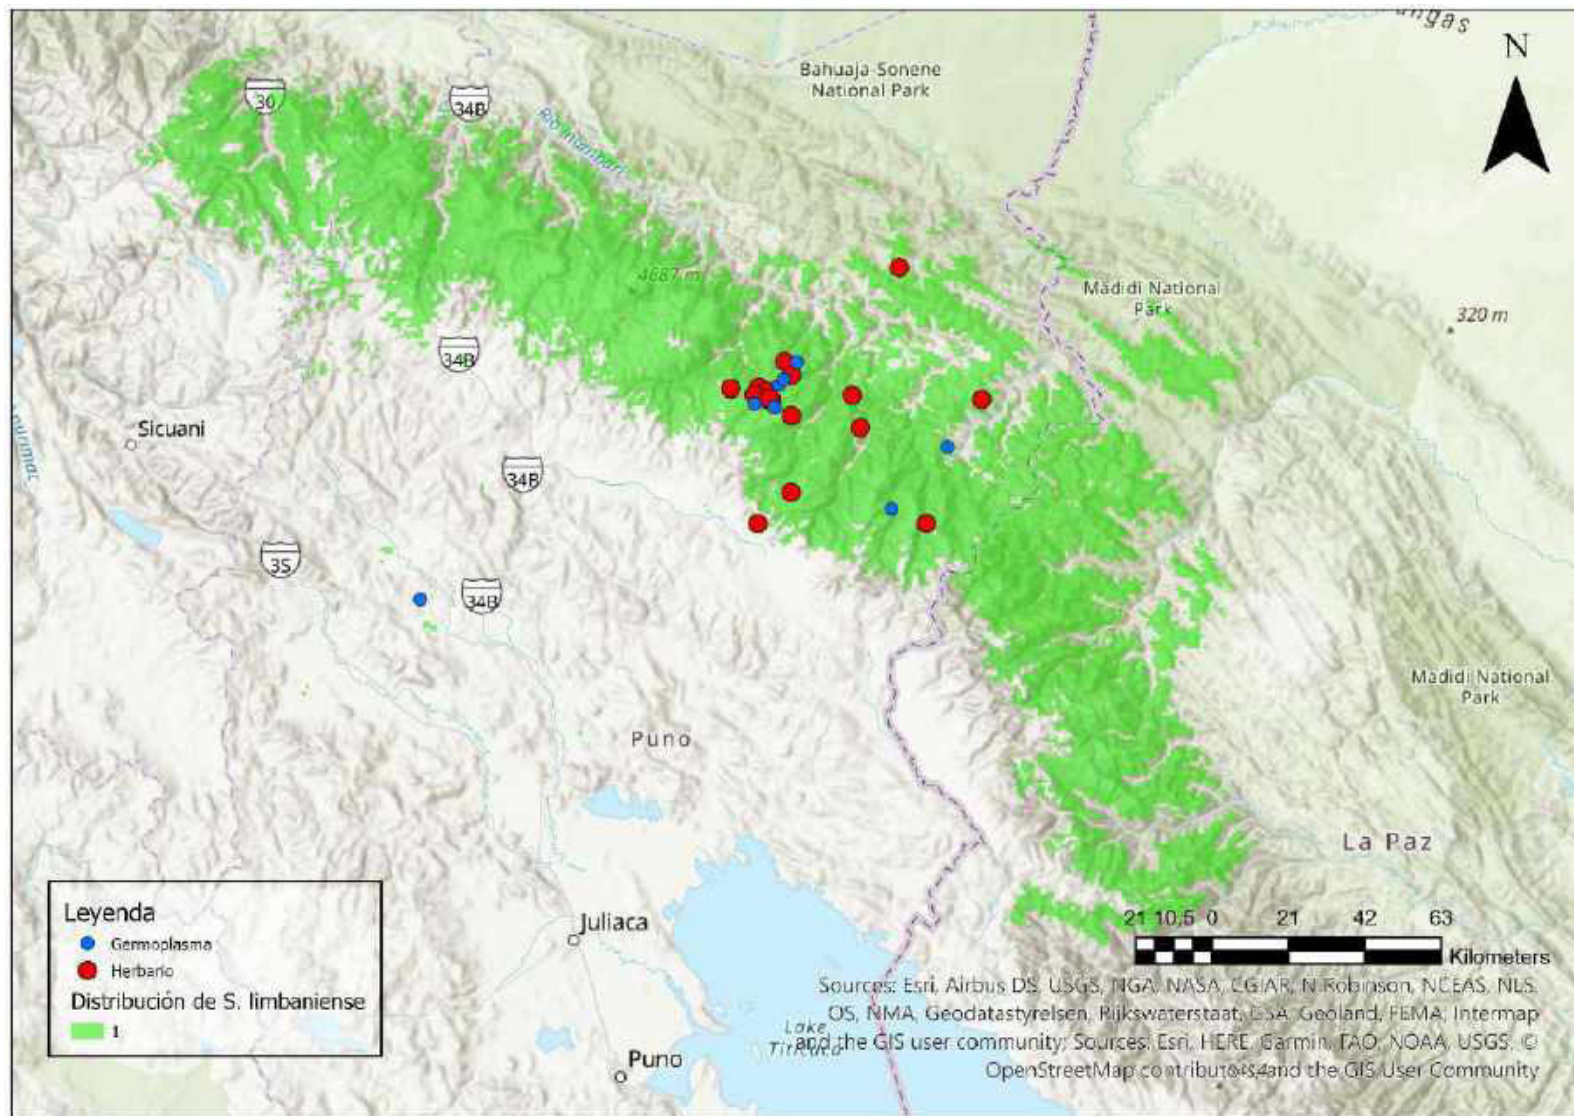 ungas
N
Bahuaja-Sonene
National Park
30
34B
Río Inambari
4687 m
Madidi National
Park
320 m
34B
Sicuani
34B
3S
34B
Madidi National
Park
Puno
La Paz
Juliaca
Leyenda
Germoplasma
Herbario
Distribución de S. limbaniense
1
21 10,5 0 21 42 63
Kilometers
Sources: Esri, Airbus DS, USGS, NGA, NASA, CGIAR, N Robinson, NCEAS, NLS,
OS, NMA, Geodatastyrelsen, Rijkswaterstaat, GSA, Geoland, FEMA, Intermap
and the GIS user community; Sources: Esri, HERE, Garmin, FAO, NOAA, USGS, ©
OpenStreetMap contributors, and the GIS User Community
Lake
Titicaca
Puno